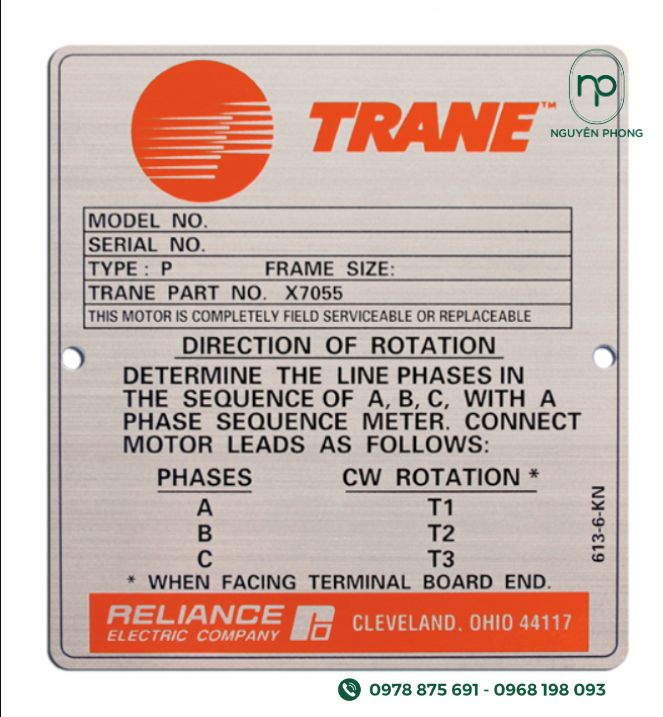 TRANE™
np
NGUYÊN PHONG
MODEL NO.
SERIAL NO.
TYPE : P FRAME SIZE:
TRANE PART NO. X7055
THIS MOTOR IS COMPLETELY FIELD SERVICEABLE OR REPLACEABLE
DIRECTION OF ROTATION
DETERMINE THE LINE PHASES IN
THE SEQUENCE OF A, B, C, WITH A
PHASE SEQUENCE METER. CONNECT
MOTOR LEADS AS FOLLOWS:
PHASES CW ROTATION *
A T1
B T2
C T3
* WHEN FACING TERMINAL BOARD END.
613-6-KN
RELIANCE
ELECTRIC COMPANY
CLEVELAND, OHIO 44117
0978 875 691 - 0968 198 093